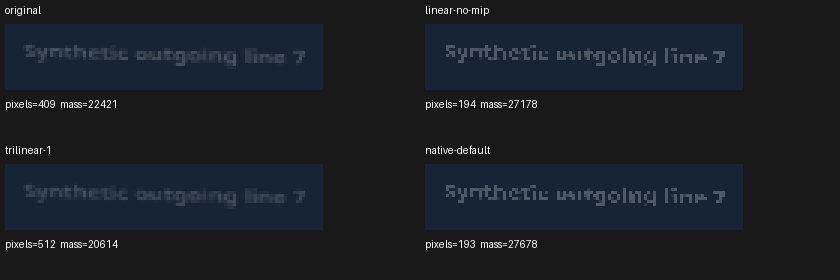 original
linear-no-mip
Synthetic outgoing line 7
Synthetic outgoing line 7
pixels=409 mass=22421
pixels=194 mass=27178
trilinear-1
native-default
Synthetic outgoing line 7
Synthetic outgoing line 7
pixels=512 mass=20614
pixels=193 mass=27678